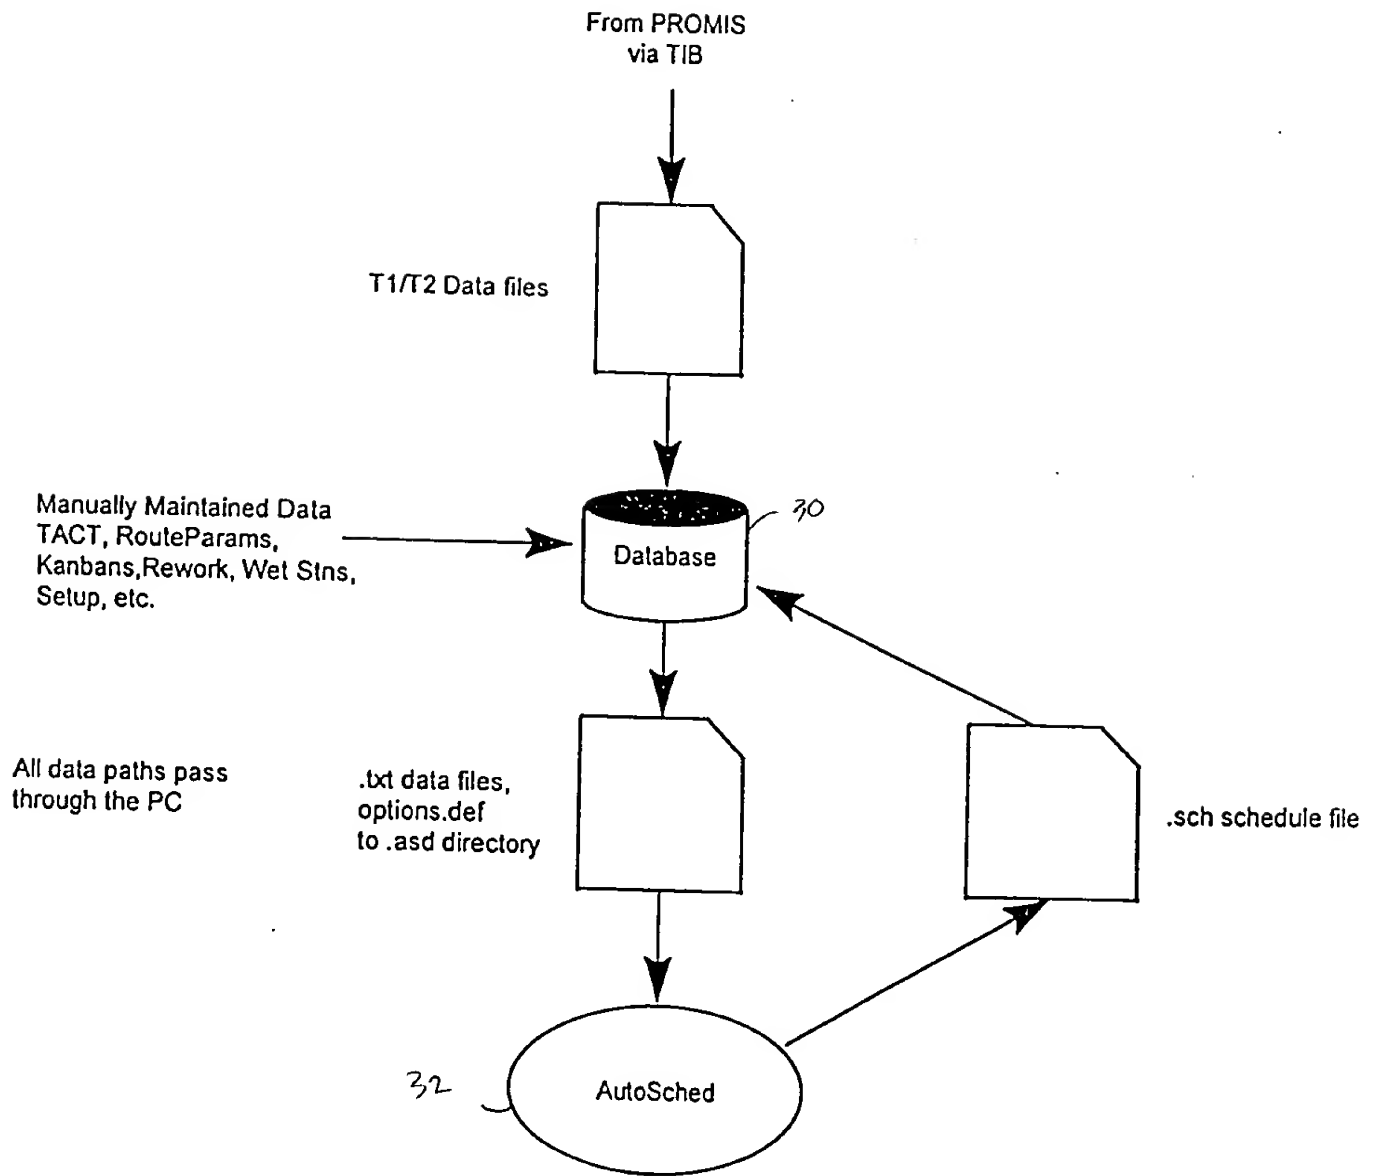 From PROMIS
via TIB
T1/T2 Data files
Manually Maintained Data
TACT, RouteParams,
Kanbans,Rework, Wet Stns,
Setup, etc.
30
Database
All data paths pass
through the PC
.txt data files,
options.def
to .asd directory
.sch schedule file
32
AutoSched